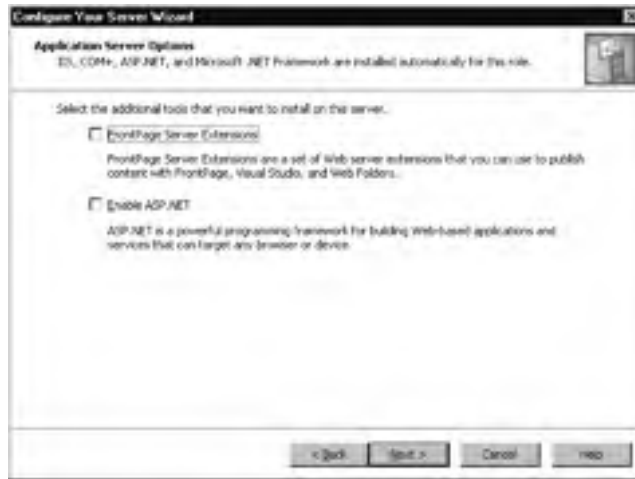 Configure Your Server Wizard
Application Server Options
IIS, COM+, ASP.NET, and Microsoft .NET Framework are installed automatically for this role.
Select the additional tools that you want to install on this server.
FrontPage Server Extensions
FrontPage Server Extensions are a set of Web server extensions that you can use to publish
content with FrontPage, Visual Studio, and Web Folders.
Enable ASP.NET
ASP.NET is a powerful programming framework for building Web-based applications and
services that can target any browser or device.
< Back Next > Cancel Help